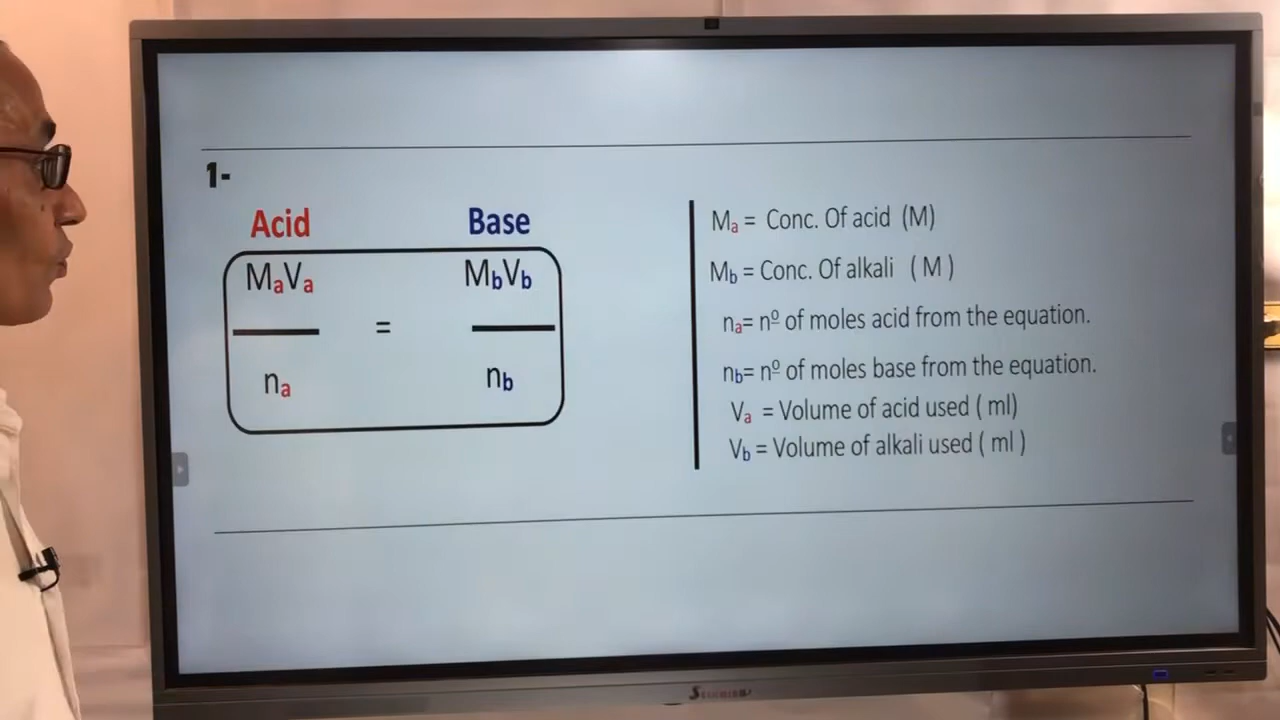 1-
Acid Base
MaVa = MbVb
na nb
Ma = Conc. Of acid (M)
Mb = Conc. Of alkali ( M )
na= nº of moles acid from the equation.
nb= nº of moles base from the equation.
Va = Volume of acid used ( ml)
Vb = Volume of alkali used ( ml )